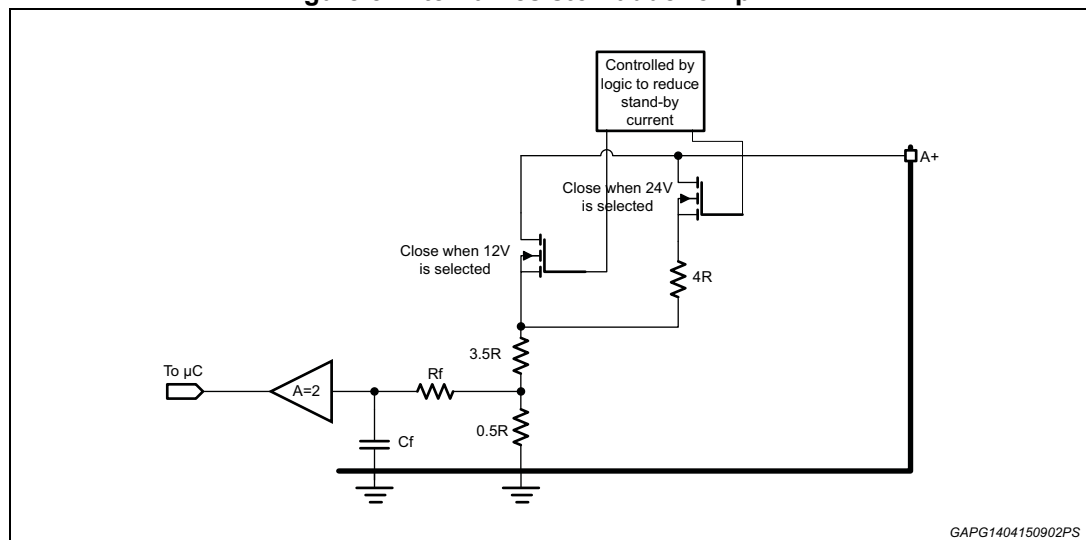 Controlled by
logic to reduce
stand-by
current
A+
Close when 24V
is selected
Close when 12V
is selected
4R
3.5R
To µC
A=2
Rf
0.5R
Cf
GAPG1404150902PS